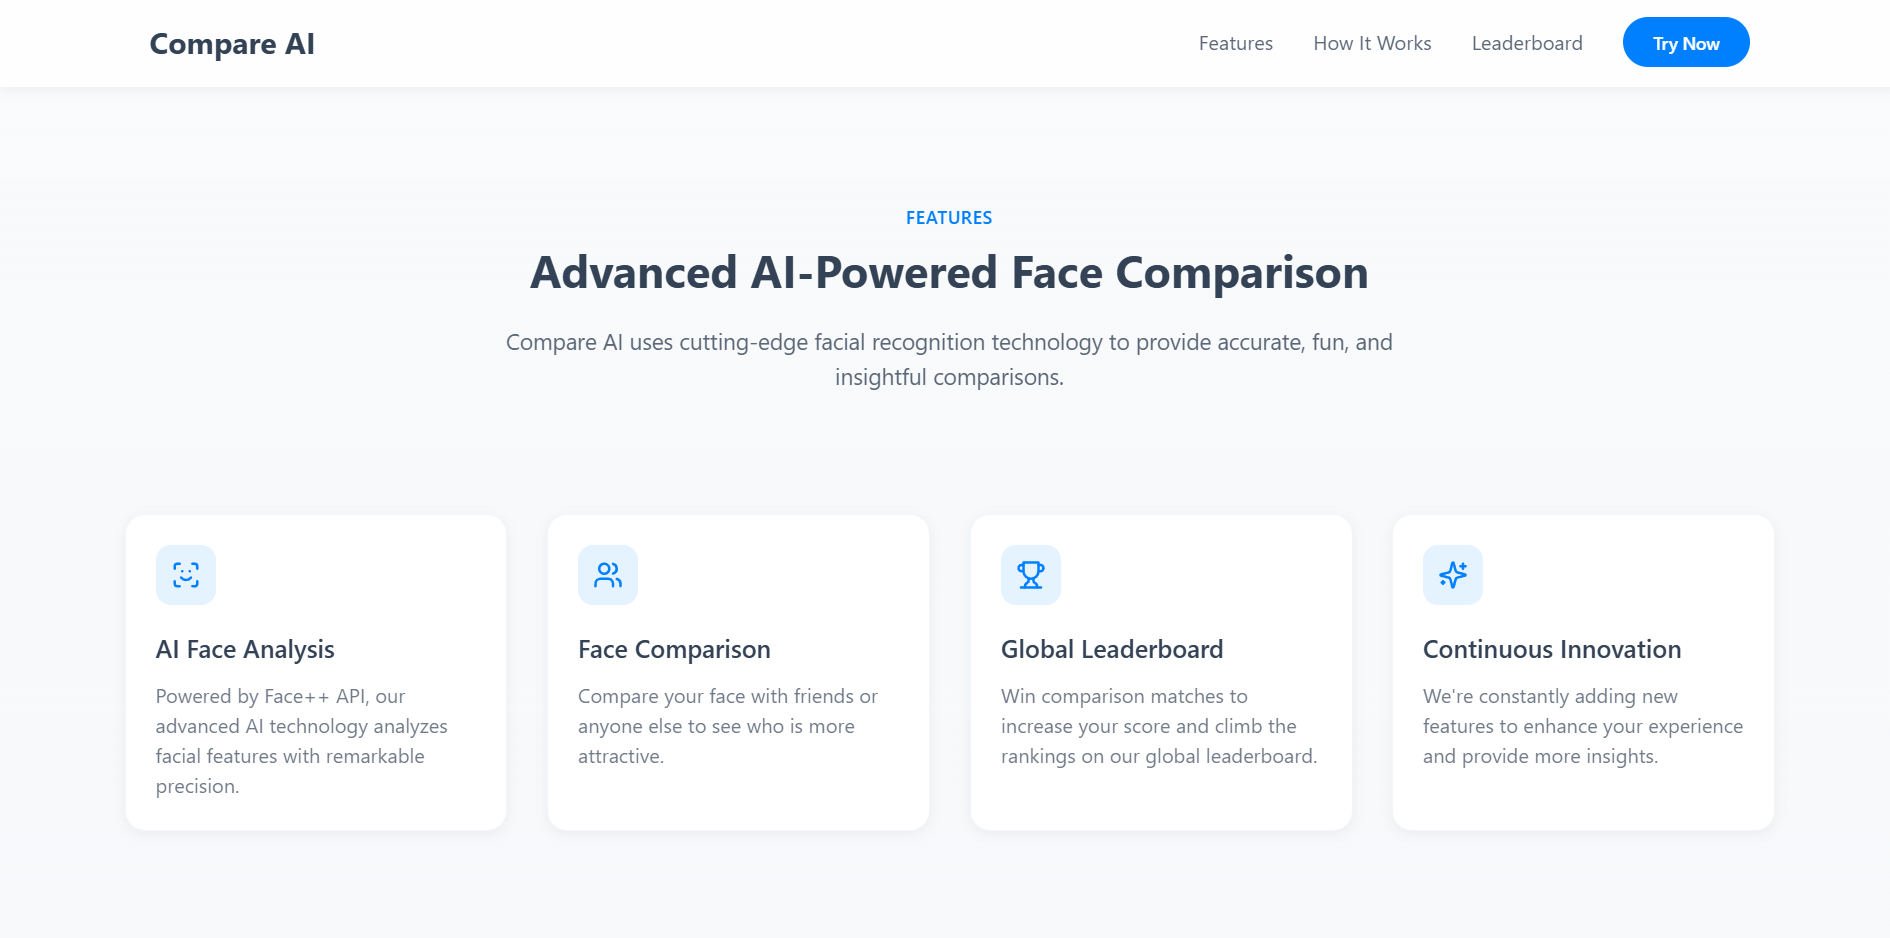 Compare AI
Features
How It Works
Leaderboard
Try Now
FEATURES
Advanced AI-Powered Face Comparison
Compare AI uses cutting-edge facial recognition technology to provide accurate, fun, and
insightful comparisons.
AI Face Analysis
Powered by Face++ API, our
advanced AI technology analyzes
facial features with remarkable
precision.
Face Comparison
Compare your face with friends or
anyone else to see who is more
attractive.
Global Leaderboard
Win comparison matches to
increase your score and climb the
rankings on our global leaderboard.
Continuous Innovation
We're constantly adding new
features to enhance your experience
and provide more insights.